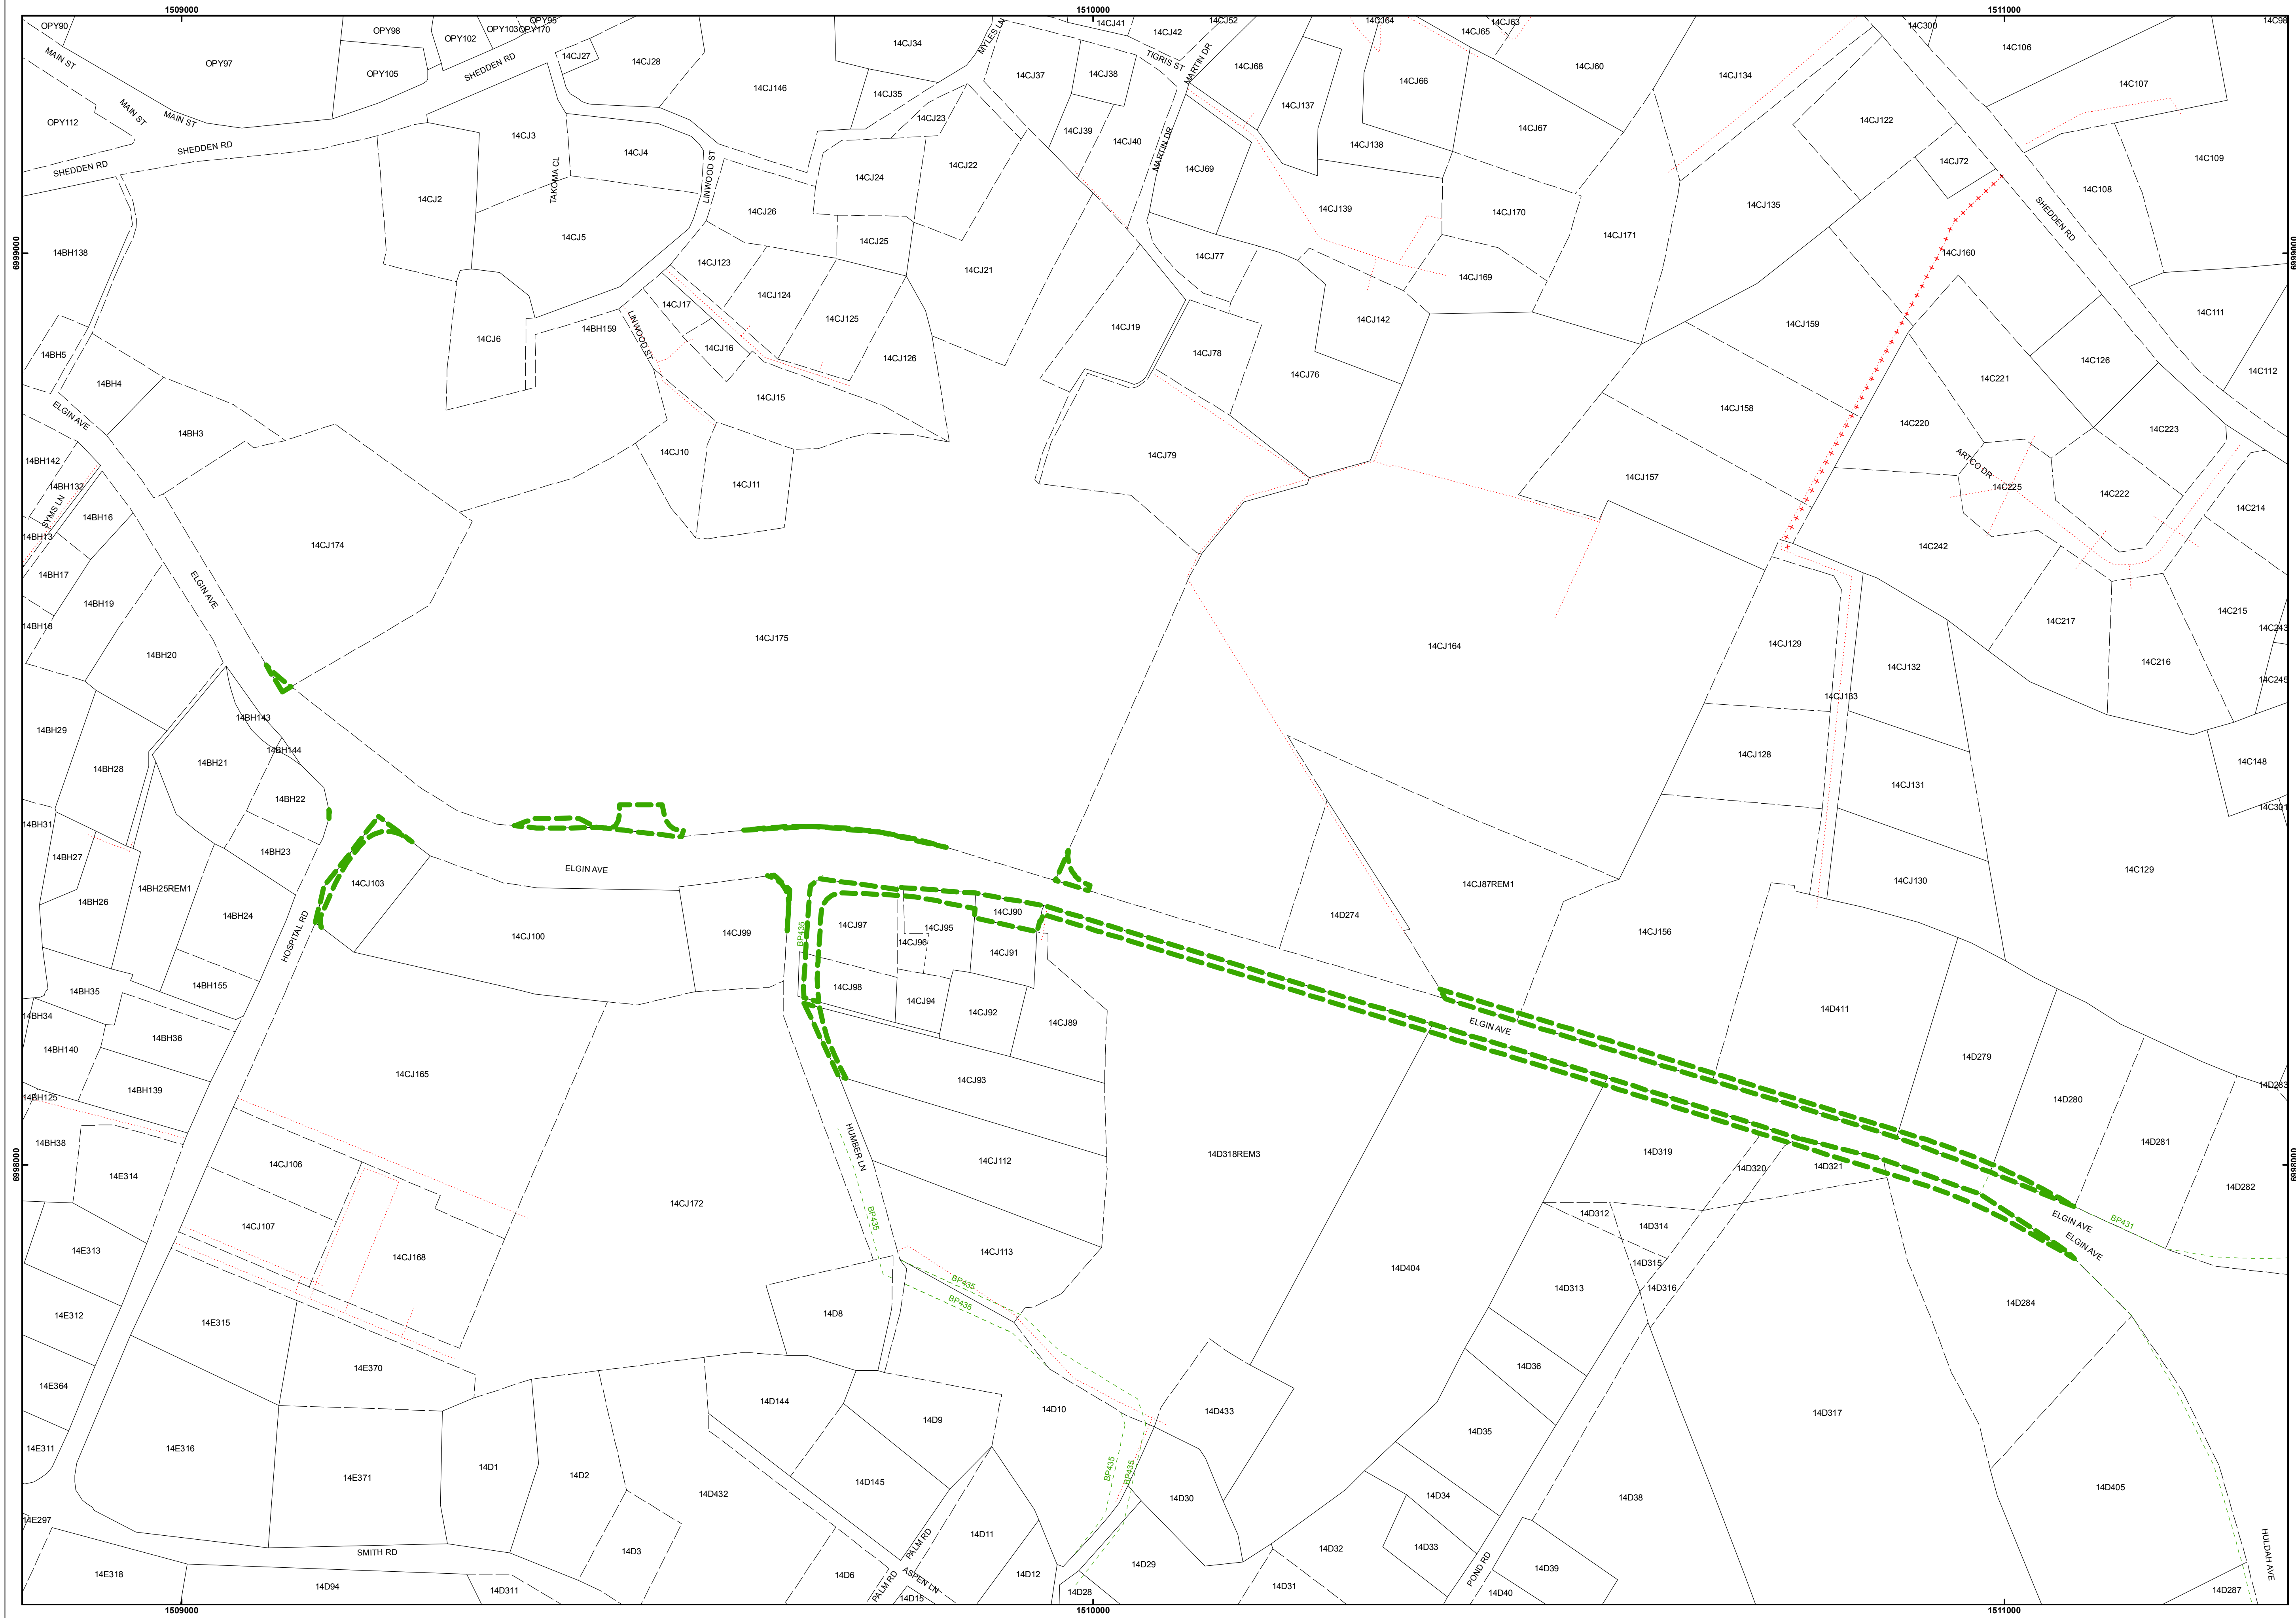 1509000
1510000
1511000
OPY90
OPY98
OPY102
OPY103
OPY170
OPY95
14CJ41
14CJ52
14CJ64
14CJ63
14C300
14C98
MAIN ST
OPY97
OPY105
SHEDDEN RD
14CJ27
14CJ28
14CJ34
MYLES LN
14CJ42
TIGRIS ST
MARTIN DR
14CJ65
14C106
14CJ37
14CJ38
14CJ68
14CJ66
14CJ60
14CJ134
14C107
14CJ146
14CJ35
14CJ137
OPY112
MAIN ST
MAIN ST
14CJ23
14CJ39
14CJ40
14CJ67
14CJ122
SHEDDEN RD
14CJ3
14CJ4
MARTIN DR
14CJ138
14CJ72
14C109
SHEDDEN RD
TAKOMA CL
LINWOOD ST
14CJ24
14CJ22
14CJ69
14C108
14CJ2
14CJ26
14CJ139
14CJ170
14CJ135
SHEDDEN RD
14CJ5
14CJ25
14CJ171
6999000
14BH138
14CJ123
14CJ21
14CJ77
14CJ169
14CJ160
6999000
14CJ17
14CJ124
14CJ125
14CJ142
14CJ159
14C111
14BH159
LINWOOD ST
14CJ19
14CJ6
14CJ16
14CJ126
14CJ78
14BH5
14CJ76
14C126
14C112
14BH4
14CJ15
14CJ158
14C221
ELGIN AVE
14BH3
14C220
14C223
14CJ10
14CJ79
ARTCO DR
14BH142
14CJ11
14CJ157
14BH132
14C225
14C222
14C214
SYMS LN
14BH16
14BH13
14CJ174
14C242
14BH17
ELGIN AVE
14BH19
14C215
14BH18
14C217
14C243
14CJ175
14CJ164
14CJ129
14BH20
14C216
14CJ132
14C245
14CJ133
14BH143
14BH29
14BH144
14BH21
14CJ128
14C148
14BH28
14BH22
14CJ131
14C301
14BH31
14BH23
14BH27
14CJ103
ELGIN AVE
14C129
14BH25REM1
14CJ87REM1
14CJ130
14BH26
14BH24
HOSPITAL RD
14CJ90
14CJ97
14CJ95
14CJ96
14D274
BP435
14CJ99
14CJ100
14CJ91
14CJ156
14BH35
14BH155
14CJ98
14CJ94
14CJ92
14CJ89
14D411
14BH34
ELGIN AVE
14BH36
14BH140
14D279
14CJ165
14CJ93
14BH139
14BH125
14D283
14D280
HUMBER LN
14BH38
14D281
14D318REM3
14D319
14CJ112
14CJ106
6998000
14D320
14D321
6998000
14E314
14D282
14CJ172
BP435
14D312
14D314
ELGIN AVE
BP431
14CJ107
14E313
14CJ168
14CJ113
ELGIN AVE
14D315
14D404
BP435
14D313
14D316
BP435
14D284
14E312
14D8
14E315
14E370
14D36
14E364
14D144
14D9
14D10
14D433
14D317
14D35
14E311
14E316
14E371
14D1
14D2
14D432
14D145
BP435
BP435
14D405
14D30
14D34
14D38
14E297
14D11
14D33
14D32
SMITH RD
14D3
PALM RD
HULDAH AVE
14E318
14D6
ASPEN LN
14D12
14D29
14D39
POND RD
14D94
14D311
PALM RD
14D15
14D28
14D31
14D40
14D287
1509000
1510000
1511000